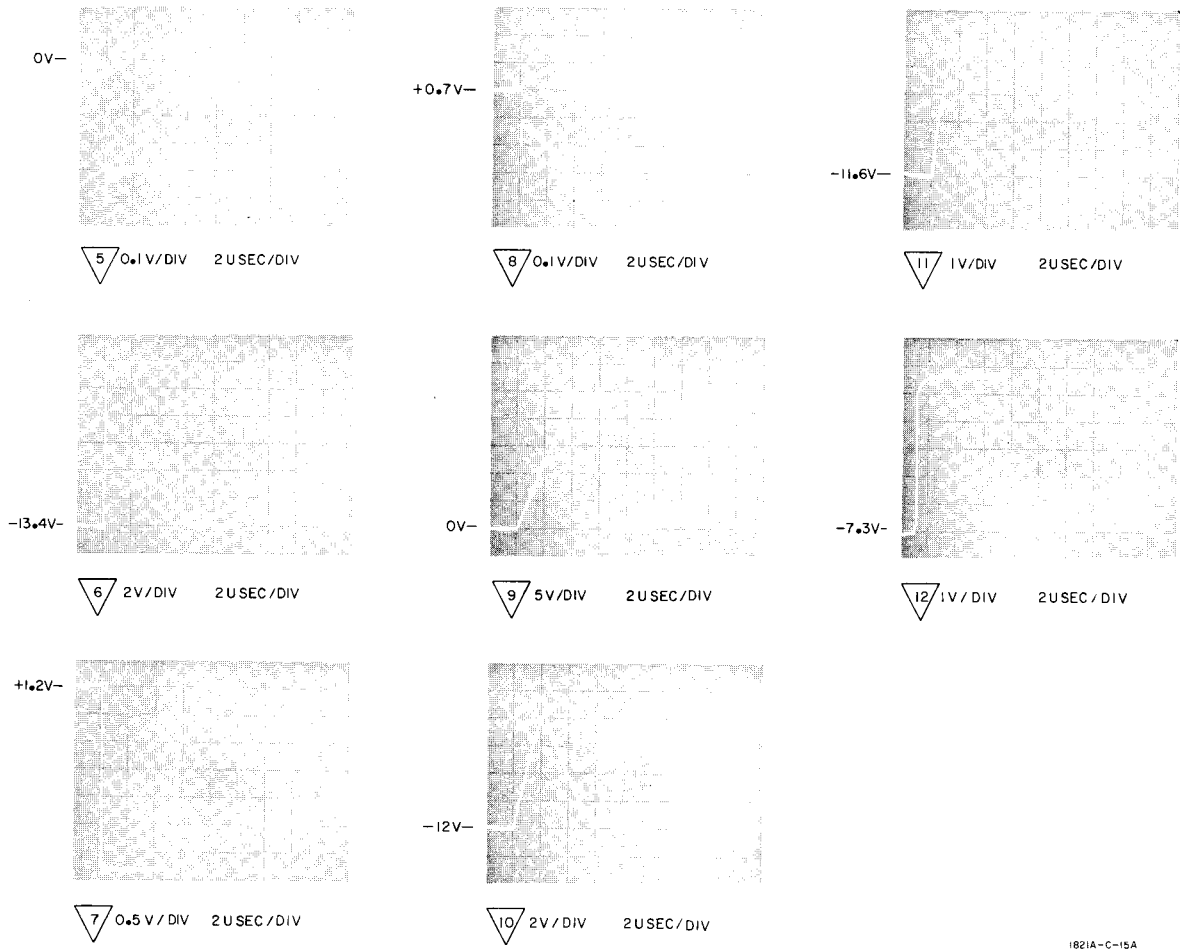 0V—
5 0.1V/DIV 2USEC/DIV
-13.4V-
6 2V/DIV 2USEC/DIV
+1.2V—
7 0.5V/DIV 2USEC/DIV
+0.7V—
8 0.1V/DIV 2USEC/DIV
0V—
9 5V/DIV 2USEC/DIV
-12V—
10 2V/DIV 2USEC/DIV
-11.6V—
11 1V/DIV 2USEC/DIV
-7.3V-
12 1V/DIV 2USEC/DIV
1821A-C-15A